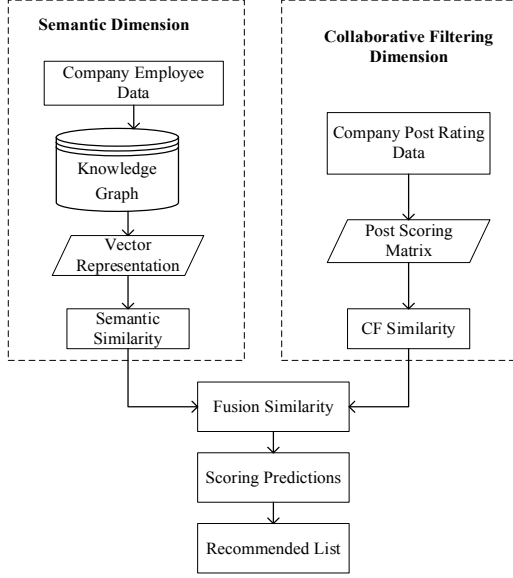 Semantic Dimension
Company Employee
Data
Knowledge
Graph
Vector
Representation
Semantic
Similarity
Collaborative Filtering
Dimension
Company Post Rating
Data
Post Scoring
Matrix
CF Similarity
Fusion Similarity
Scoring Predictions
Recommended List